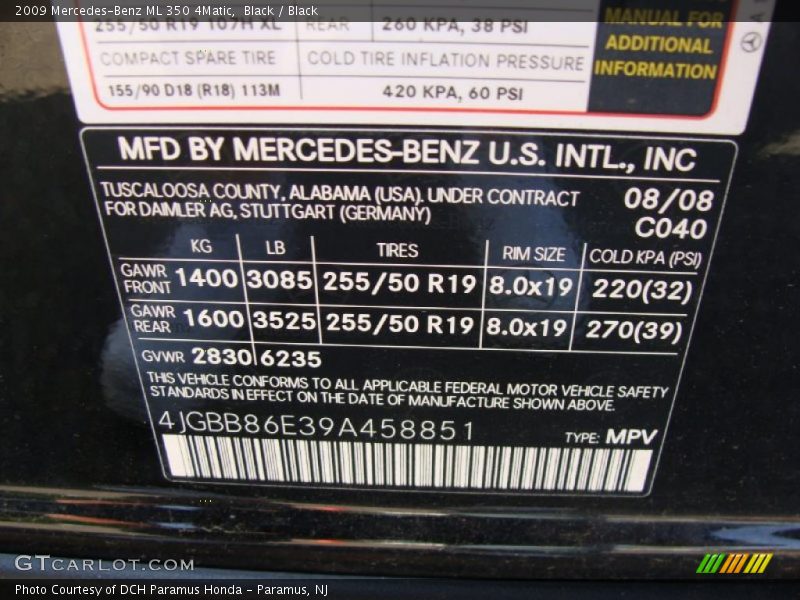 2009 Mercedes-Benz ML 350 4Matic, Black / Black
255/50 R19 107H XL REAR 260 KPA, 38 PSI
COMPACT SPARE TIRE COLD TIRE INFLATION PRESSURE
155/90 D18 (R18) 113M 420 KPA, 60 PSI
MANUAL FOR
ADDITIONAL
INFORMATION
MFD BY MERCEDES-BENZ U.S. INTL., INC
TUSCALOOSA COUNTY, ALABAMA (USA). UNDER CONTRACT 08/08
FOR DAIMLER AG, STUTTGART (GERMANY) C040
KG LB TIRES RIM SIZE COLD KPA (PSI)
GAWR FRONT 1400 3085 255/50 R19 8.0x19 220(32)
GAWR REAR 1600 3525 255/50 R19 8.0x19 270(39)
GVWR 2830 6235
THIS VEHICLE CONFORMS TO ALL APPLICABLE FEDERAL MOTOR VEHICLE SAFETY
STANDARDS IN EFFECT ON THE DATE OF MANUFACTURE SHOWN ABOVE.
4JGBB86E39A458851 TYPE: MPV
GTcarlot.com
Photo Courtesy of DCH Paramus Honda - Paramus, NJ